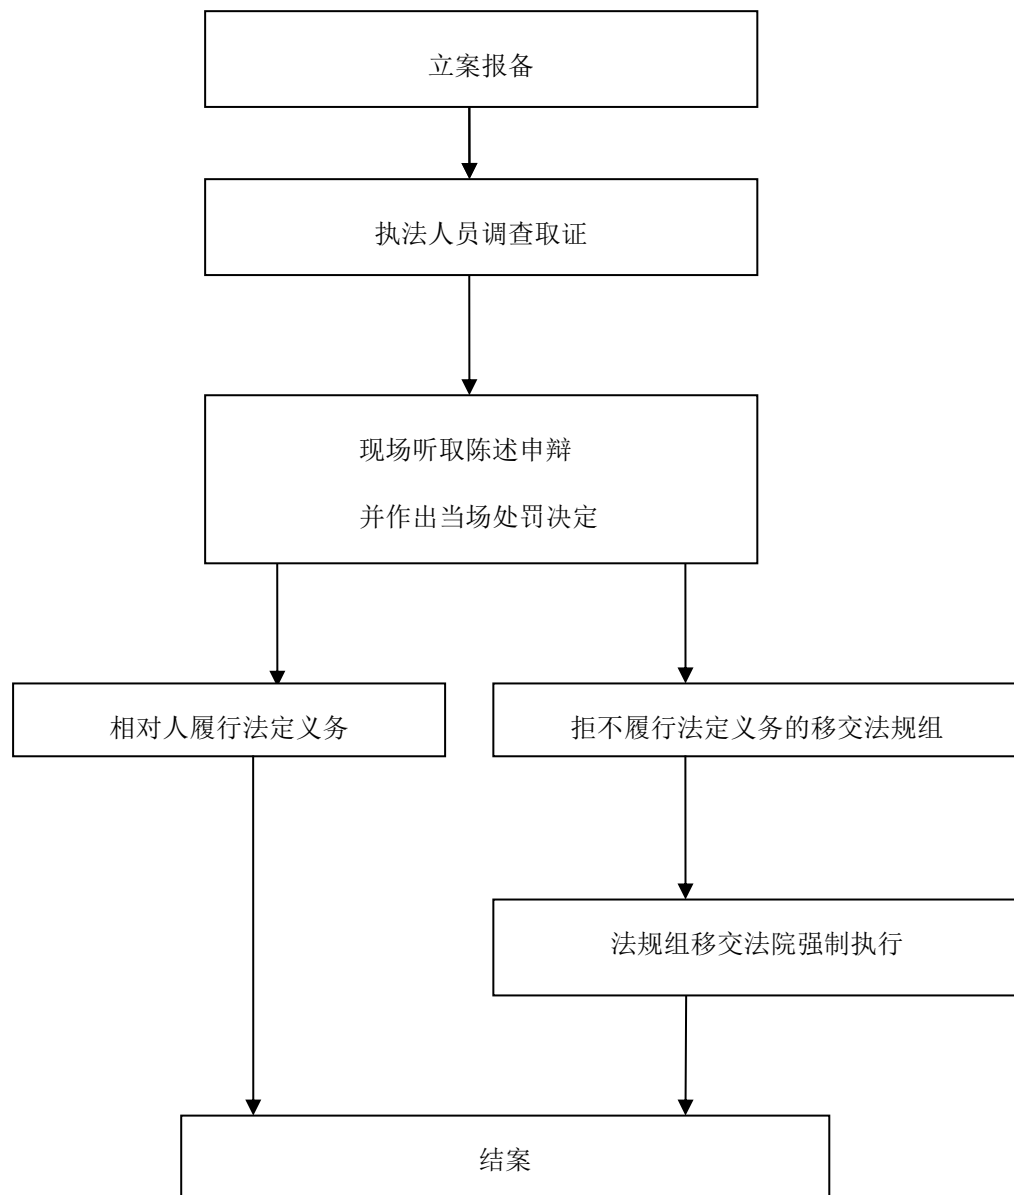 立案报备
执法人员调查取证
现场听取陈述申辩
并作出当场处罚决定
相对人履行法定义务
拒不履行法定义务的移交法规组
法规组移交法院强制执行
结案